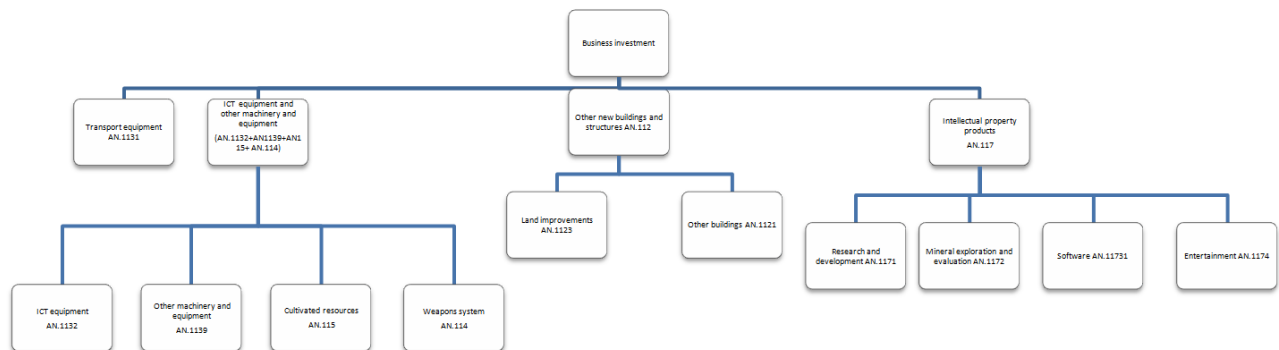 Business investment
Transport equipment
AN.1131
ICT equipment and
other machinery and
equipment
(AN.1132+AN1139+AN1
15+ AN.114)
Other new buildings and
structures AN.112
Intellectual property
products
AN.117
Land improvements
AN.1123
Other buildings AN.1121
Research and
development AN.1171
Mineral exploration and
evaluation AN.1172
Software AN.11731
Entertainment AN.1174
ICT equipment
AN.1132
Other machinery and
equipment
AN.1139
Cultivated resources
AN.115
Weapons system
AN.114